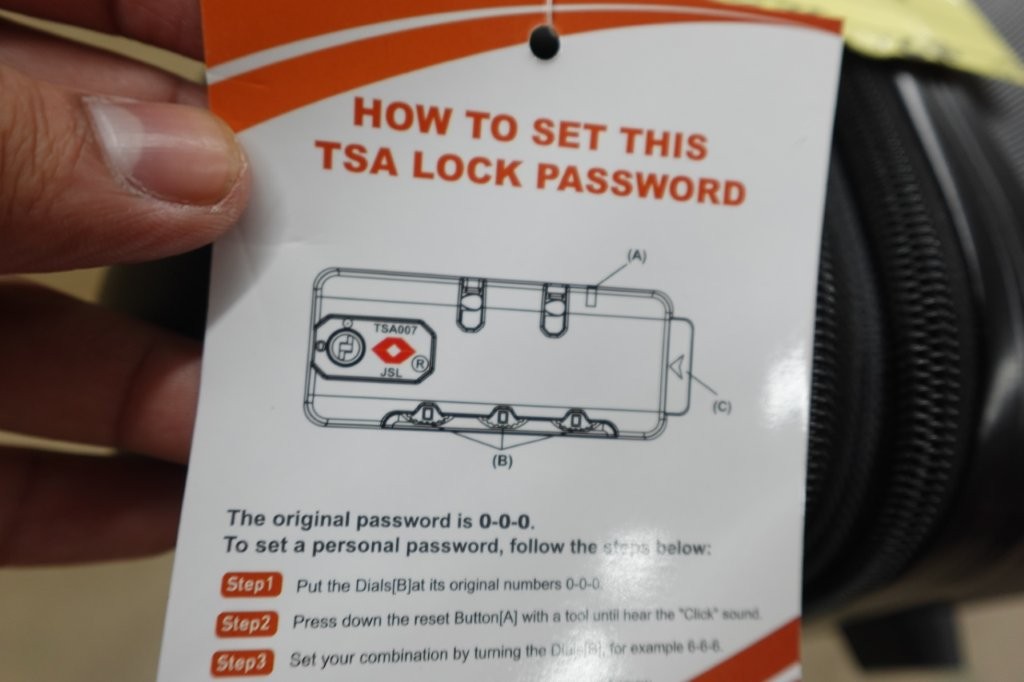 HOW TO SET THIS
TSA LOCK PASSWORD
(A)
TSA007
JSL
R
(C)
(B)
The original password is 0-0-0.
To set a personal password, follow the steps below:
Step1 Put the Dials[B]at its original numbers 0-0-0.
Step2 Press down the reset Button[A] with a tool until hear the "Click" sound.
Step3 Set your combination by turning the Dials[B], for example 6-6-6.